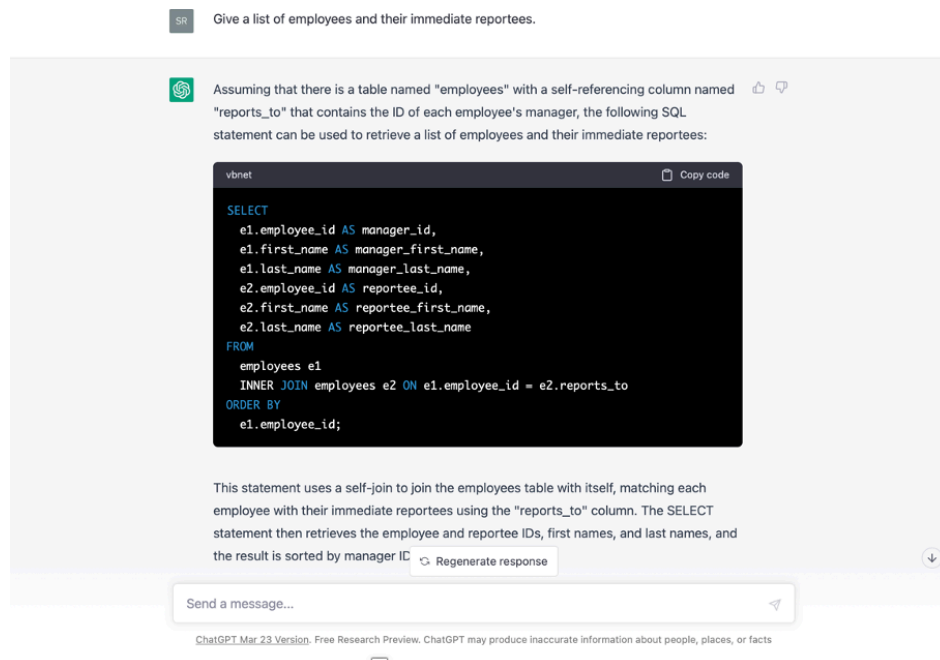 SR
Give a list of employees and their immediate reportees.
Assuming that there is a table named "employees" with a self-referencing column named
"reports_to" that contains the ID of each employee's manager, the following SQL
statement can be used to retrieve a list of employees and their immediate reportees:
vbnet Copy code
SELECT
e1.employee_id AS manager_id,
e1.first_name AS manager_first_name,
e1.last_name AS manager_last_name,
e2.employee_id AS reportee_id,
e2.first_name AS reportee_first_name,
e2.last_name AS reportee_last_name
FROM
employees e1
INNER JOIN employees e2 ON e1.employee_id = e2.reports_to
ORDER BY
e1.employee_id;
This statement uses a self-join to join the employees table with itself, matching each
employee with their immediate reportees using the "reports_to" column. The SELECT
statement then retrieves the employee and reportee IDs, first names, and last names, and
the result is sorted by manager ID
Regenerate response
Send a message...
ChatGPT Mar 23 Version. Free Research Preview. ChatGPT may produce inaccurate information about people, places, or facts